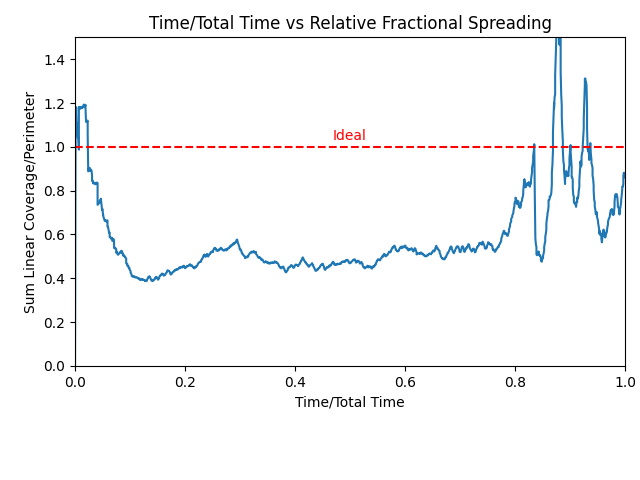 Time/Total Time vs Relative Fractional Spreading
1.4
1.2
1.0
0.8
0.6
0.4
0.2
0.0
Sum Linear Coverage/Perimeter
Ideal
0.0 0.2 0.4 0.6 0.8 1.0
Time/Total Time